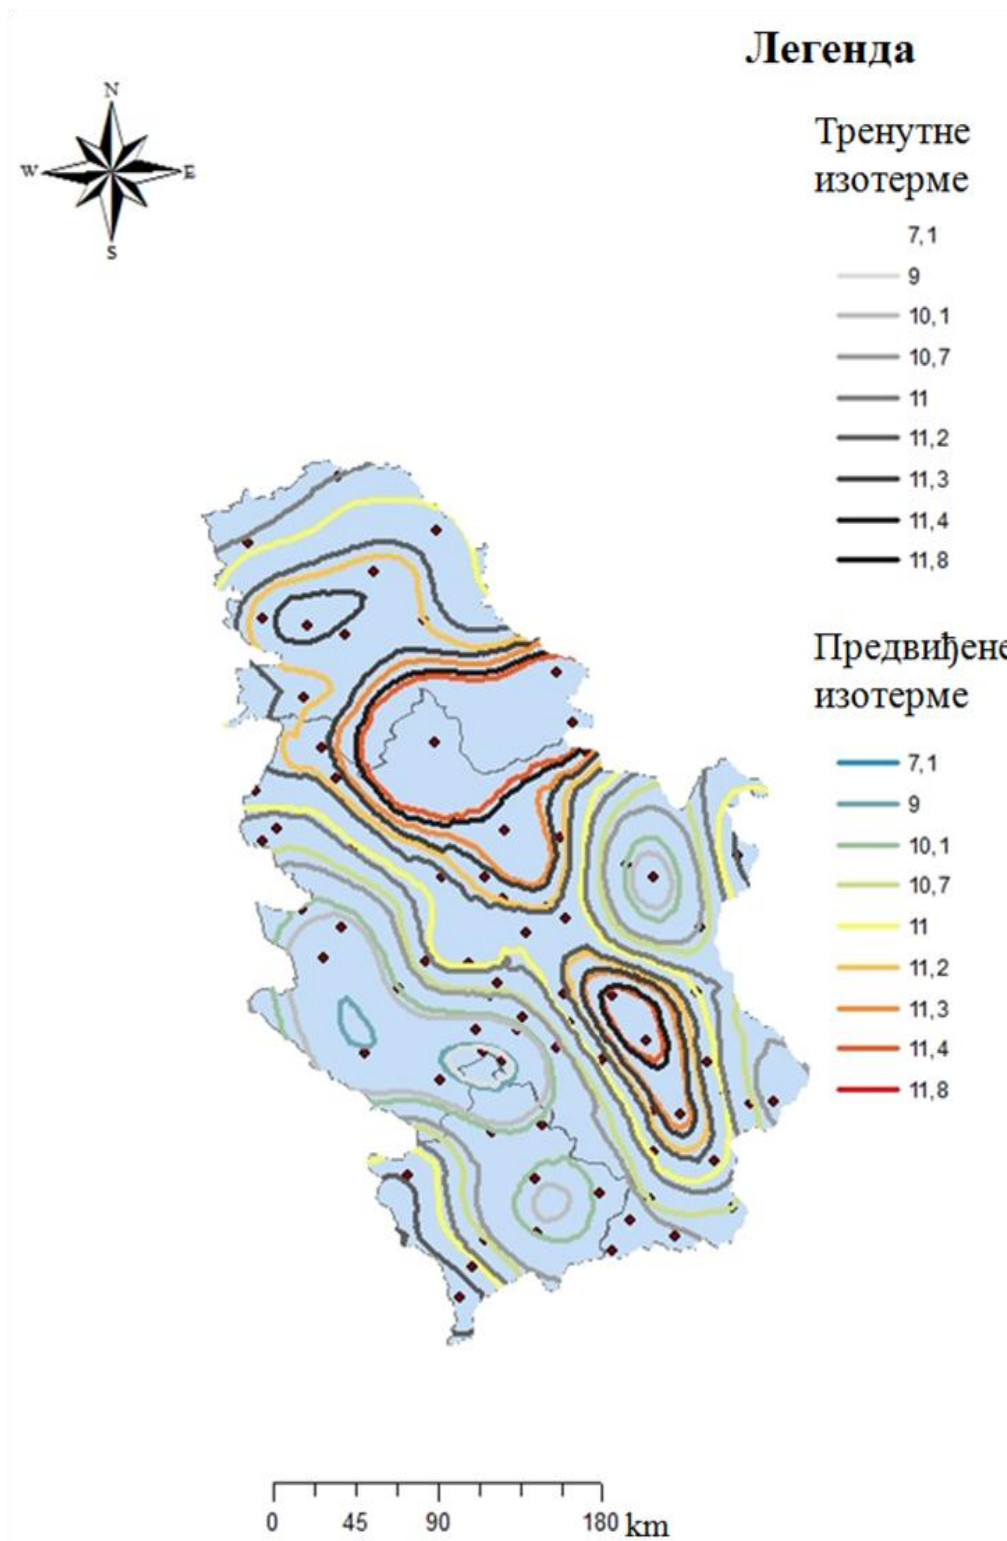 Легенда
N
W
E
S
Тренутне
изотерме
7,1
9
10,1
10,7
11
11,2
11,3
11,4
11,8
Предвиђене
изотерме
7,1
9
10,1
10,7
11
11,2
11,3
11,4
11,8
0 45 90 180 km